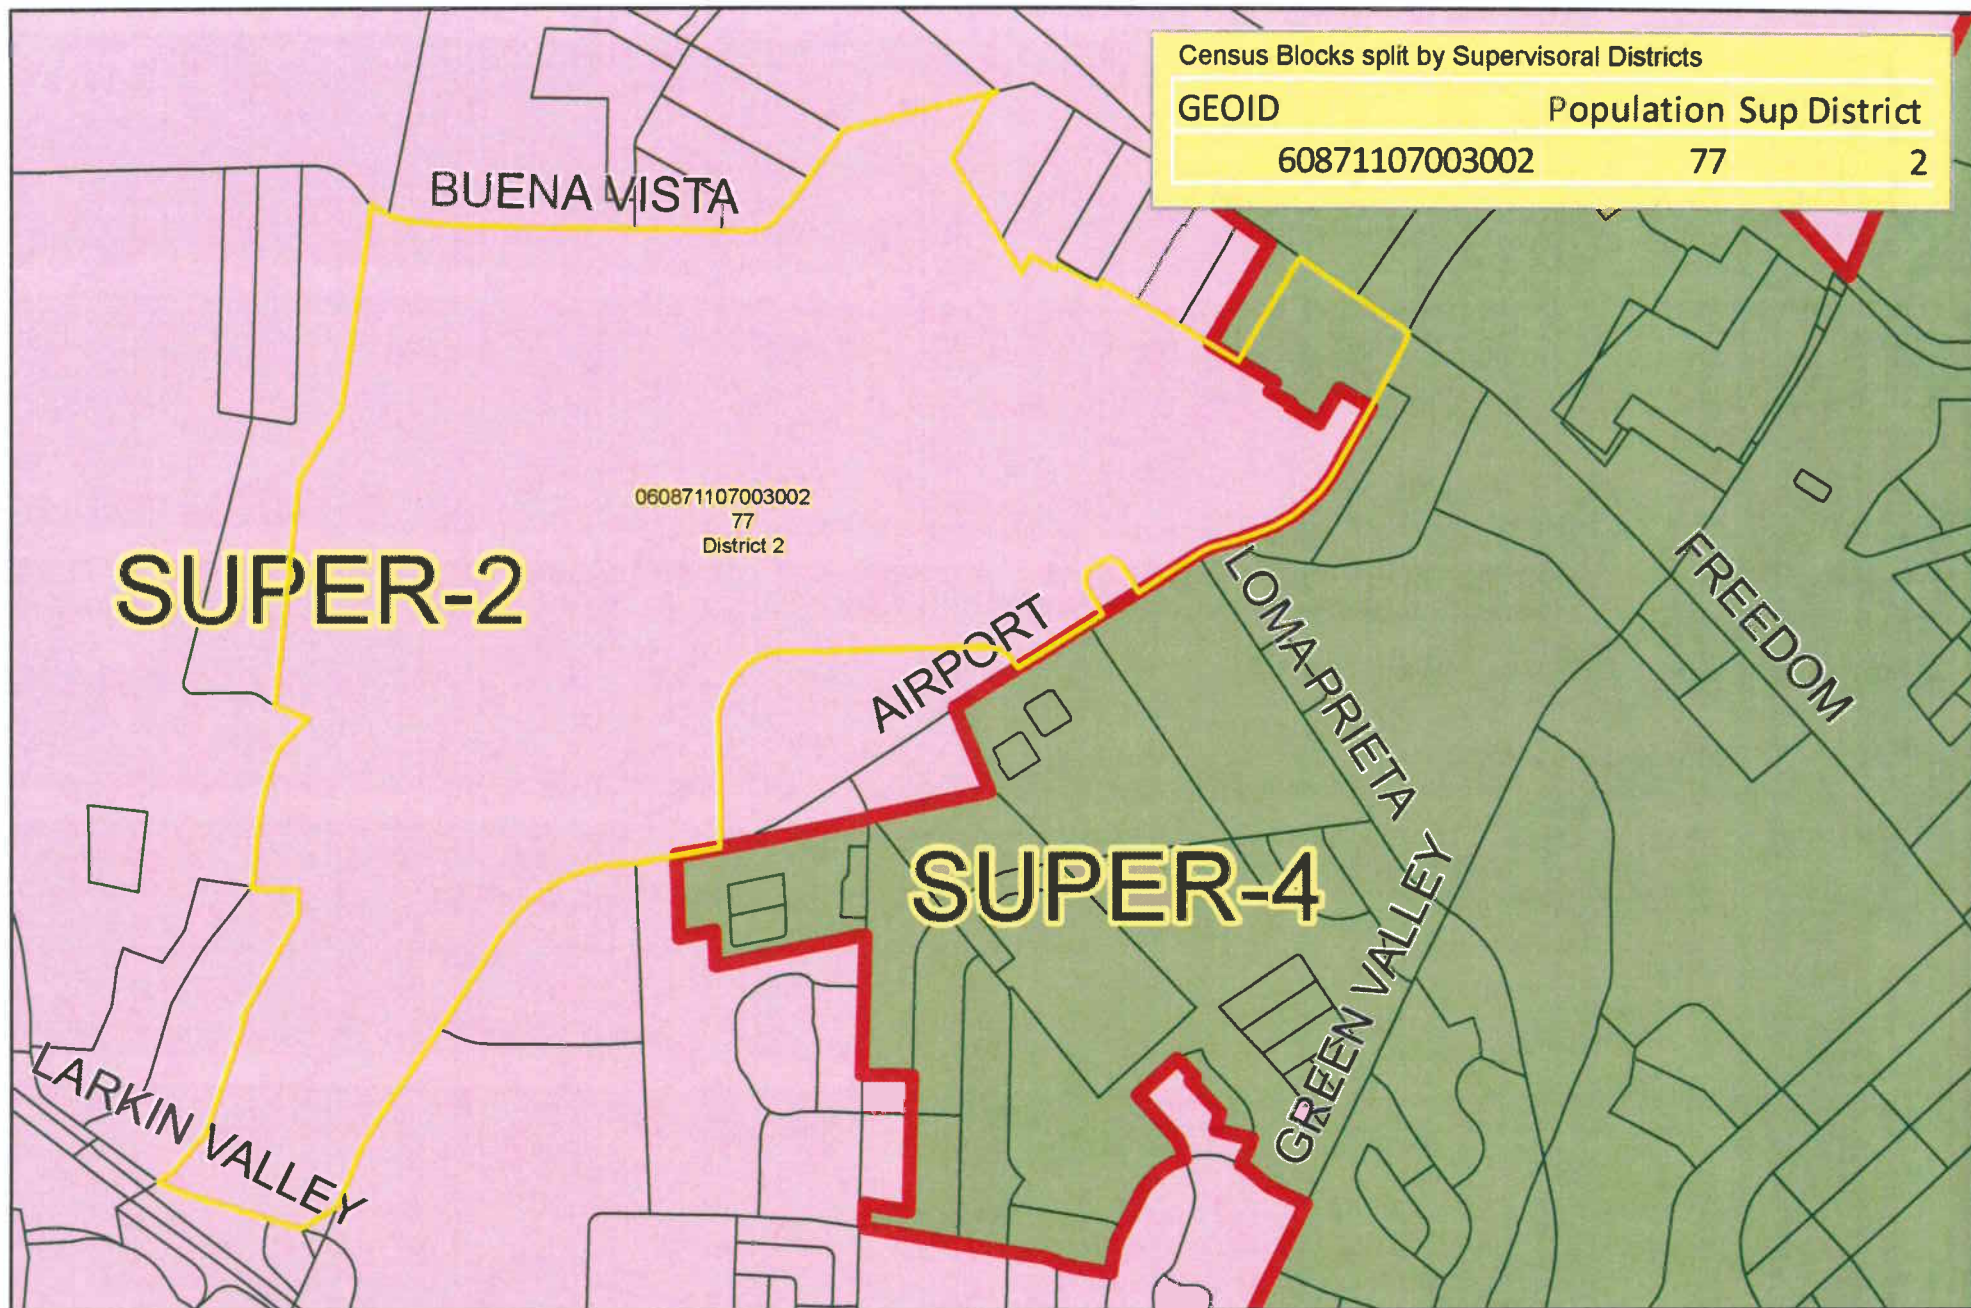 Census Blocks split by Supervisoral Districts
GEOID Population Sup District
60871107003002 77 2
BUENA VISTA
060871107003002
77
District 2
SUPER-2
AIRPORT
LOMA-PRIETA
FREEDOM
SUPER-4
GREEN VALLEY
LARKIN VALLEY